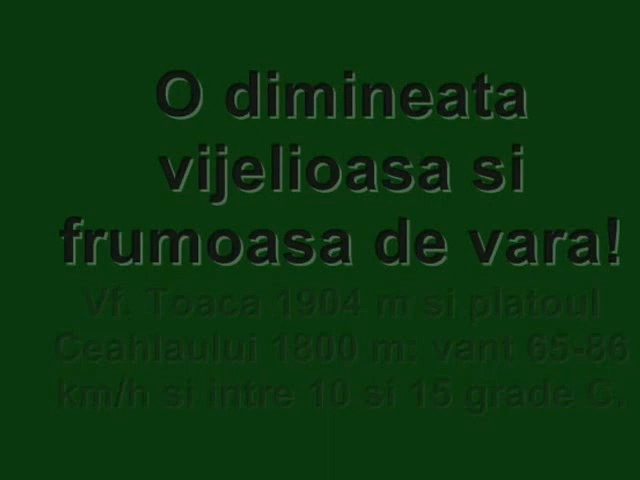 O dimineata
vijelioasa si
frumoasa de vara!
Vf. Toaca 1904 m si platoul
Ceahlaului 1800 m: vant 65-86
km/h si intre 10 si 15 grade C.